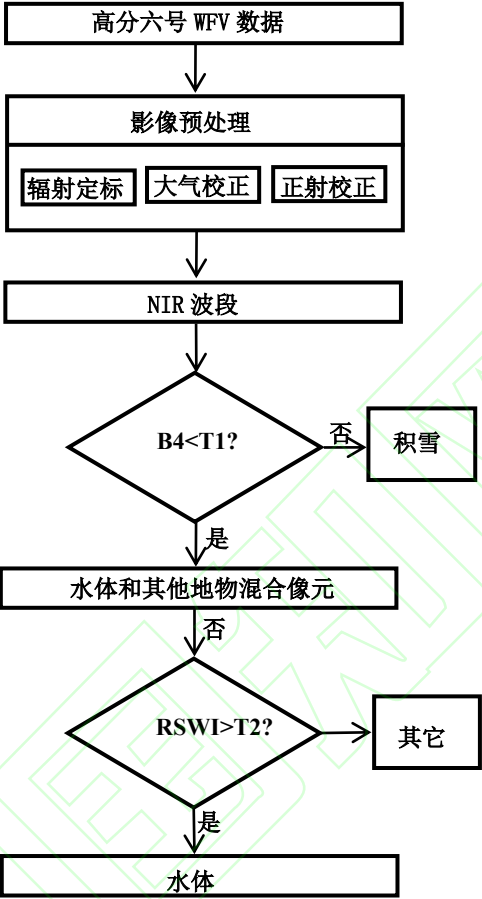 高分六号 WFV 数据
影像预处理
辐射定标 大气校正 正射校正
NIR 波段
B4<T1?
否
积雪
是
水体和其他地物混合像元
否
RSWI>T2?
其它
是
水体